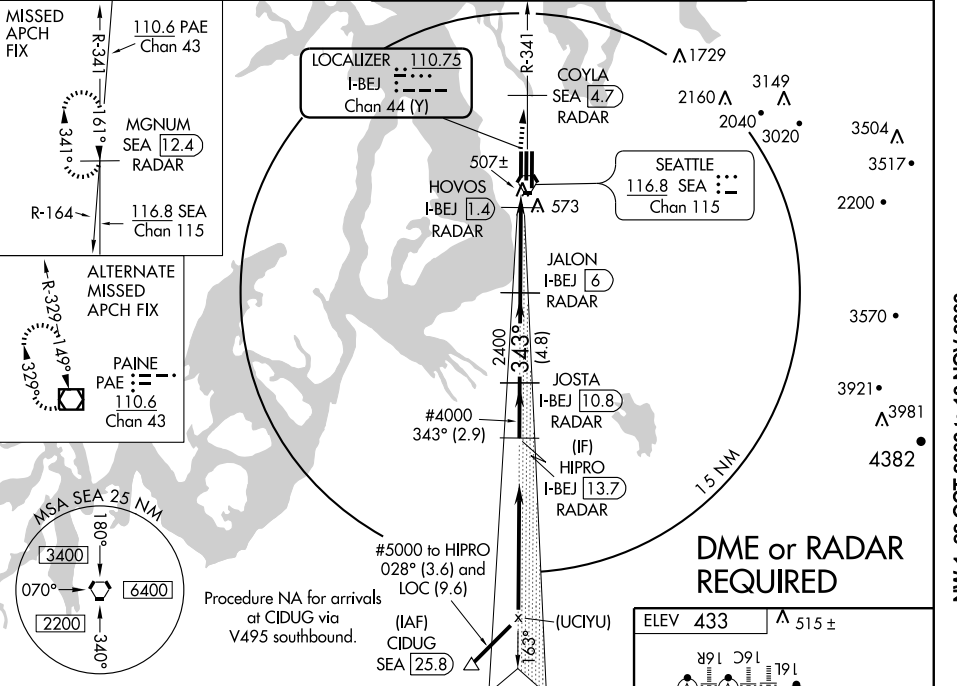 MISSED
APCH
FIX
110.6 PAE
Chan 43
R-341
161°
341°
MGNUM
SEA 12.4
RADAR
R-164
116.8 SEA
Chan 115
ALTERNATE
MISSED
APCH FIX
R-329
149°
329°
PAINE
PAE
110.6
Chan 43
LOCALIZER 110.75
I-BEJ
Chan 44 (Y)
R-341
COYLA
SEA 4.7
RADAR
1729
2160
3149
2040
3020
3504
3517
2200
507±
SEATTLE
116.8 SEA
Chan 115
HOVOS
I-BEJ 1.4
RADAR
573
JALON
I-BEJ 6
RADAR
2400
343°
(4.8)
3570
JOSTA
I-BEJ 10.8
RADAR
3921
3981
4382
#4000
343° (2.9)
(IF)
HIPRO
I-BEJ 13.7
RADAR
15 NM
MSA SEA 25 NM
180°
3400
070°
6400
2200
340°
#5000 to HIPRO
028° (3.6) and
LOC (9.6)
Procedure NA for arrivals
at CIDUG via
V495 southbound.
(IAF)
CIDUG
SEA 25.8
(UCIYU)
163°
DME or RADAR
REQUIRED
ELEV 433
515 ±
16R 16C 16L